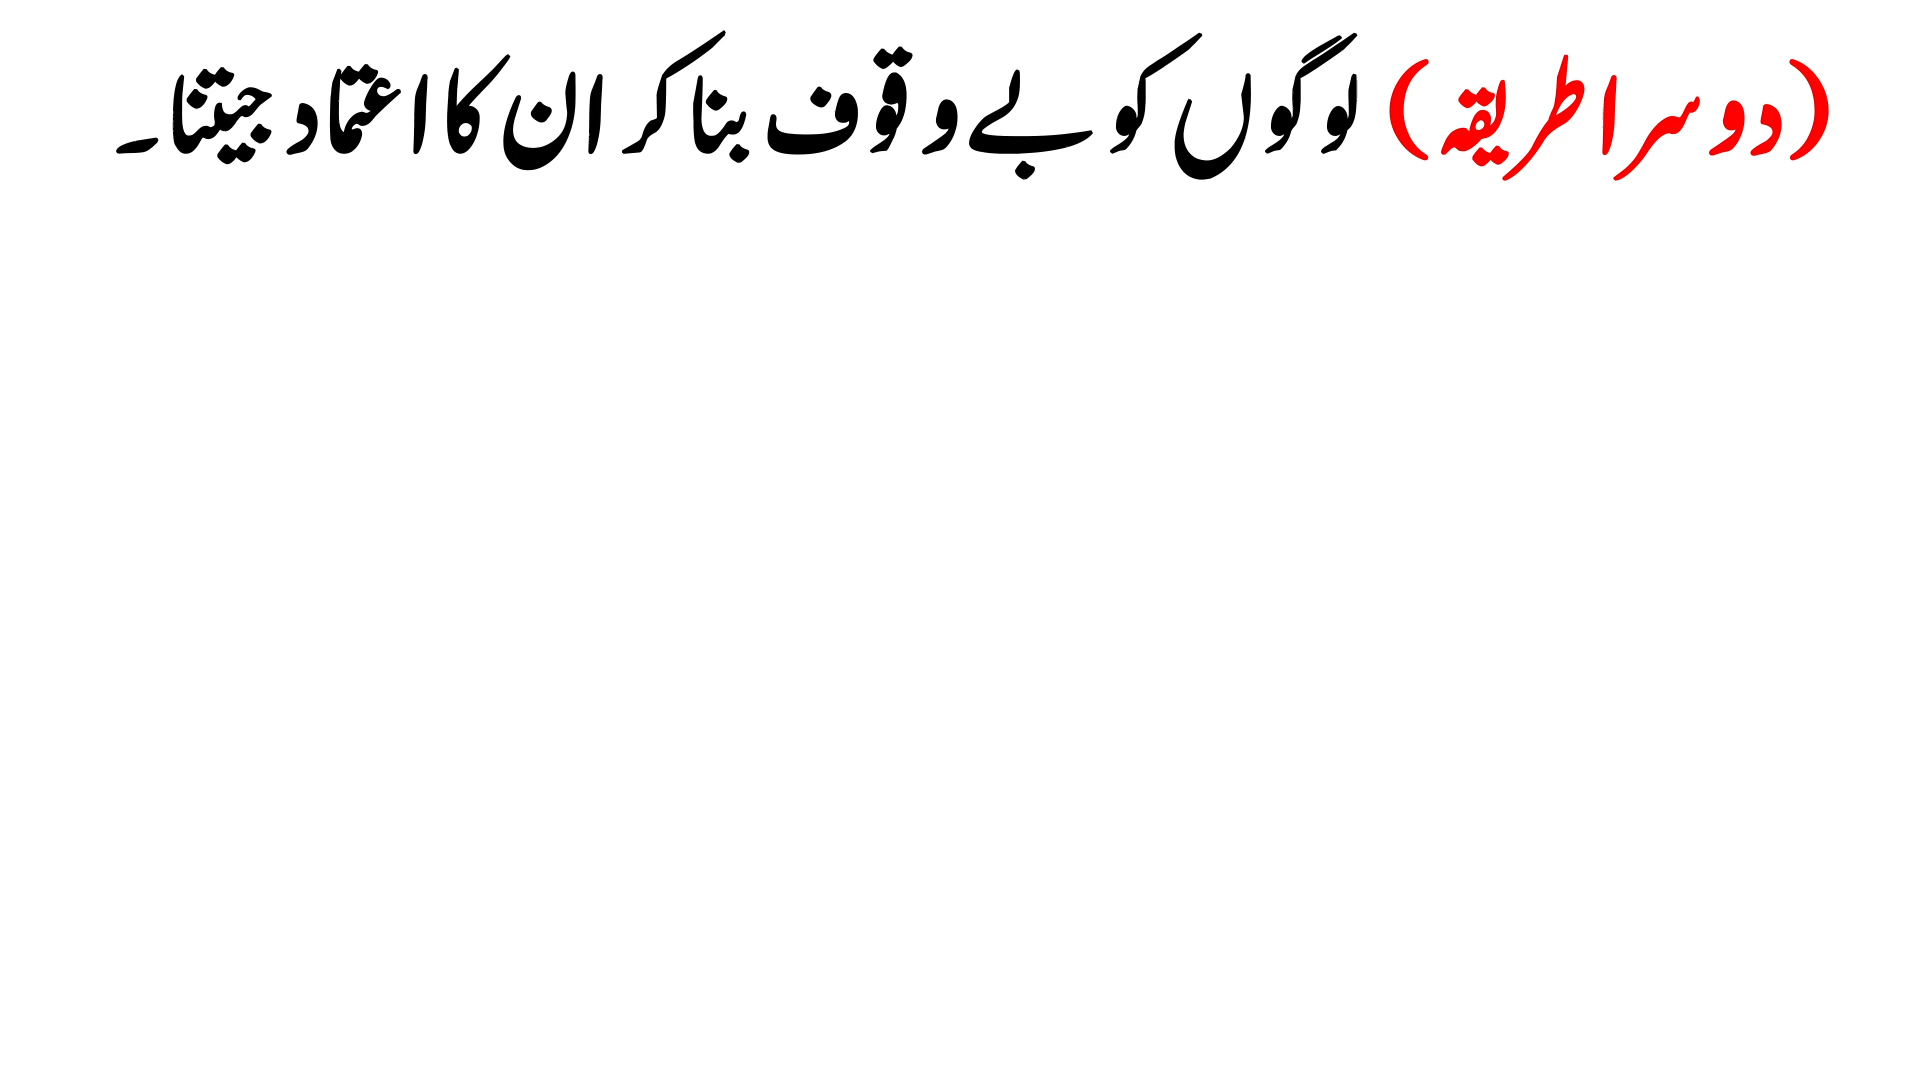 (دوسرا طریقہ) لوگوں کو بے وقوف بنا کر ان کا اعتماد جیتنا۔